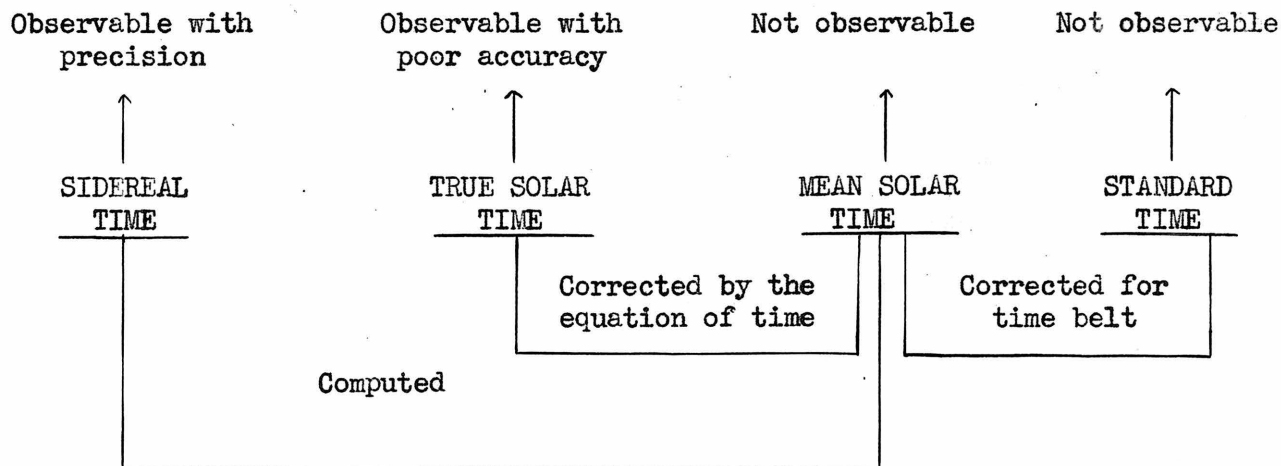 Observable with
precision
Observable with
poor accuracy
Not observable
Not observable
SIDEREAL
TIME
TRUE SOLAR
TIME
MEAN SOLAR
TIME
STANDARD
TIME
Corrected by the
equation of time
Corrected for
time belt
Computed